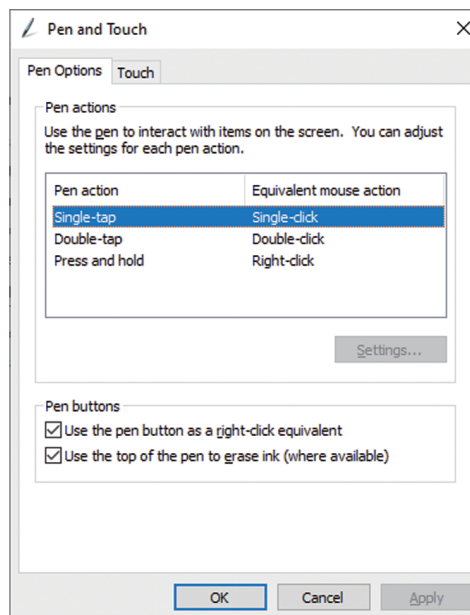 Pen and Touch
Pen Options Touch
Pen actions
Use the pen to interact with items on the screen. You can adjust
the settings for each pen action.
Pen action Equivalent mouse action
Single-tap Single-click
Double-tap Double-click
Press and hold Right-click
Settings...
Pen buttons
Use the pen button as a right-click equivalent
Use the top of the pen to erase ink (where available)
OK Cancel Apply